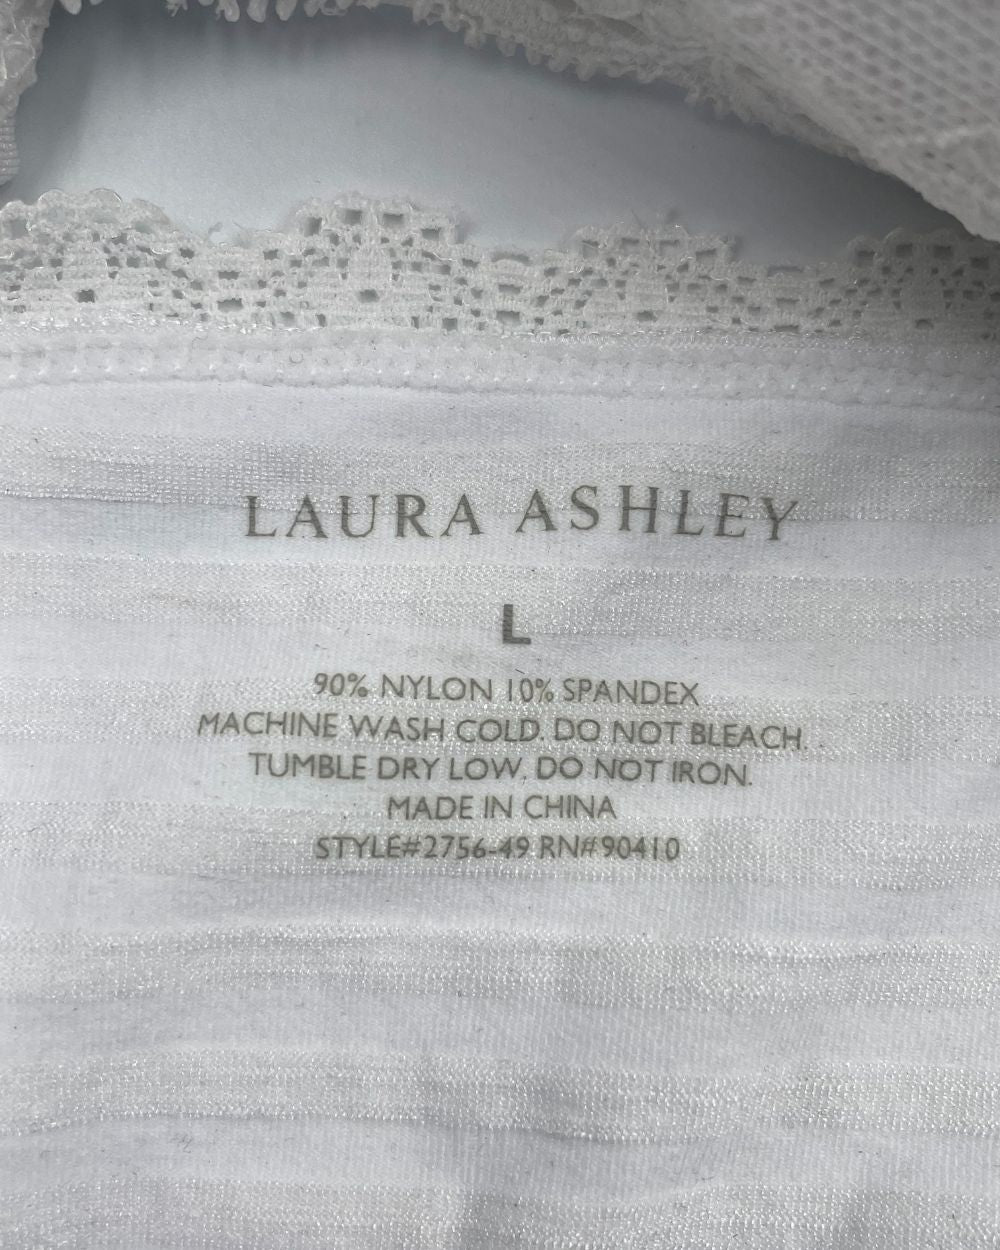 LAURA ASHLEY
L
90% NYLON 10% SPANDEX
MACHINE WASH COLD. DO NOT BLEACH.
TUMBLE DRY LOW. DO NOT IRON.
MADE IN CHINA
STYLE#2756-49 RN#90410